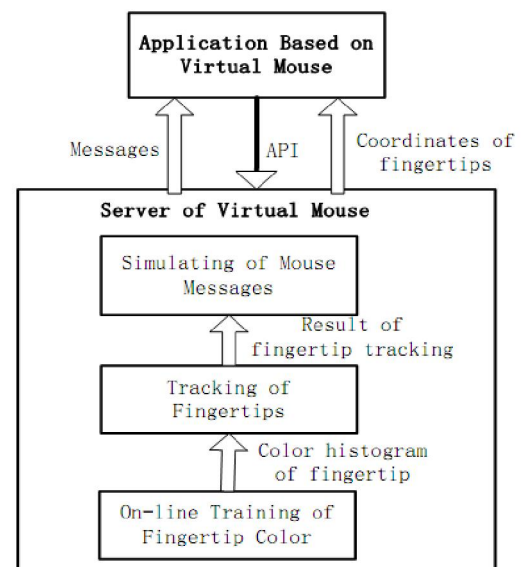 Application Based on
Virtual Mouse
Messages
API
Coordinates of
fingertips
Server of Virtual Mouse
Simulating of Mouse
Messages
Result of
fingertip tracking
Tracking of
Fingertips
Color histogram
of fingertip
On-line Training of
Fingertip Color